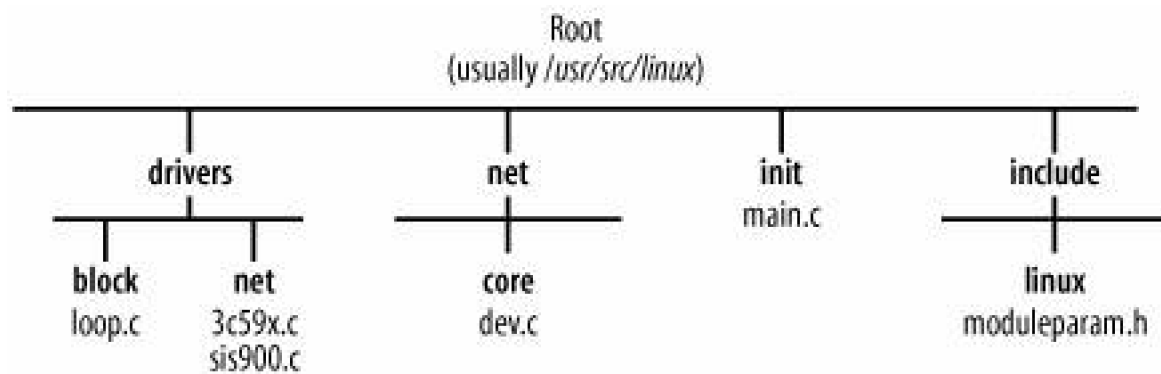 Root
(usually /usr/src/linux)
drivers
net
init
include
main.c
block
net
core
linux
loop.c
3c59x.c
dev.c
moduleparam.h
sis900.c